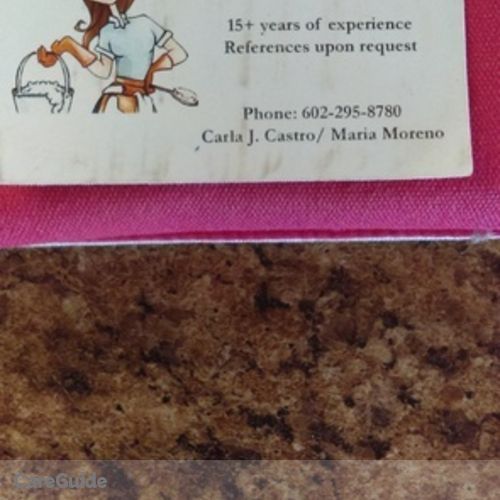 15+ years of experience
References upon request
Phone: 602-295-8780
Carla J. Castro/ Maria Moreno
CareGuide